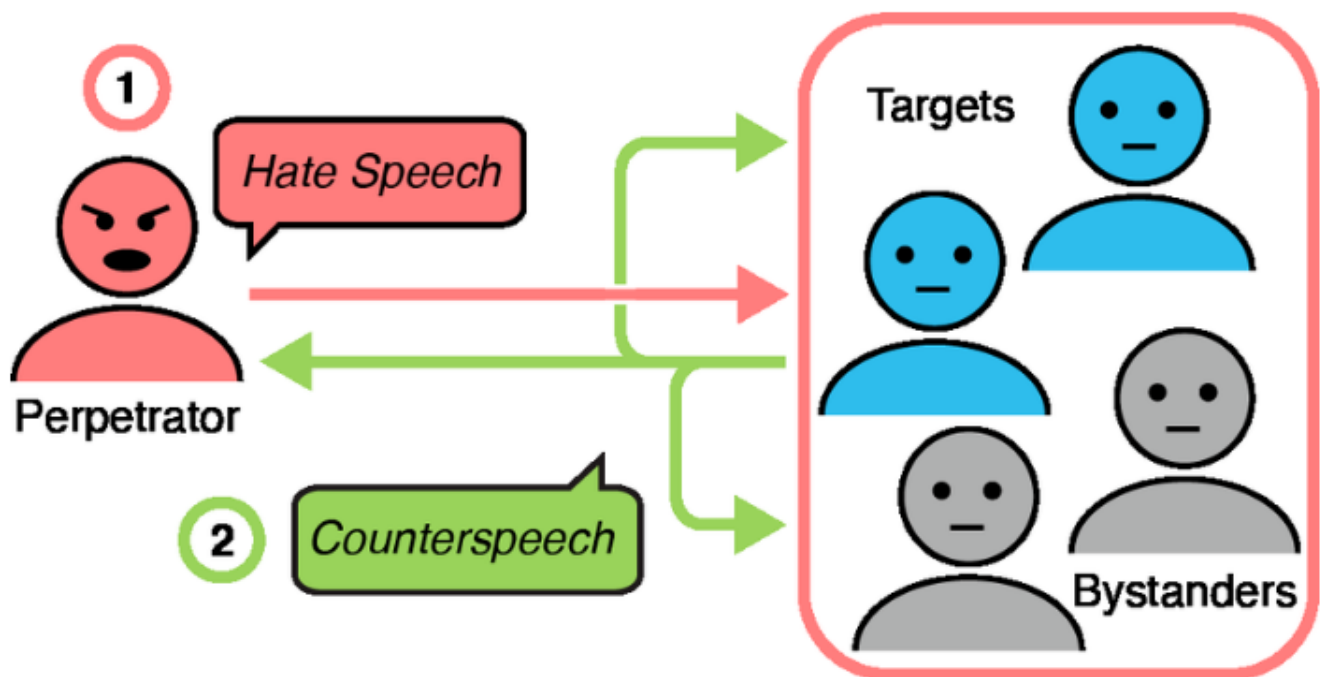 1
Hate Speech
Targets
Perpetrator
2
Counterspeech
Bystanders